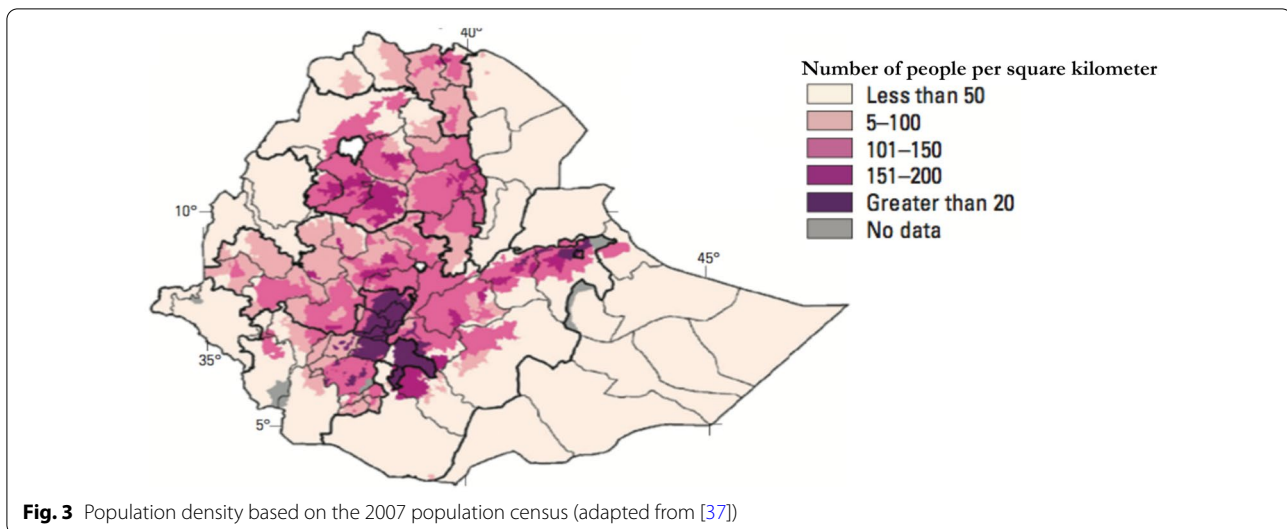 40°
Number of people per square kilometer
Less than 50
5–100
101–150
151–200
Greater than 20
No data
10°
45°
35°
5°
Fig. 3 Population density based on the 2007 population census (adapted from [37])